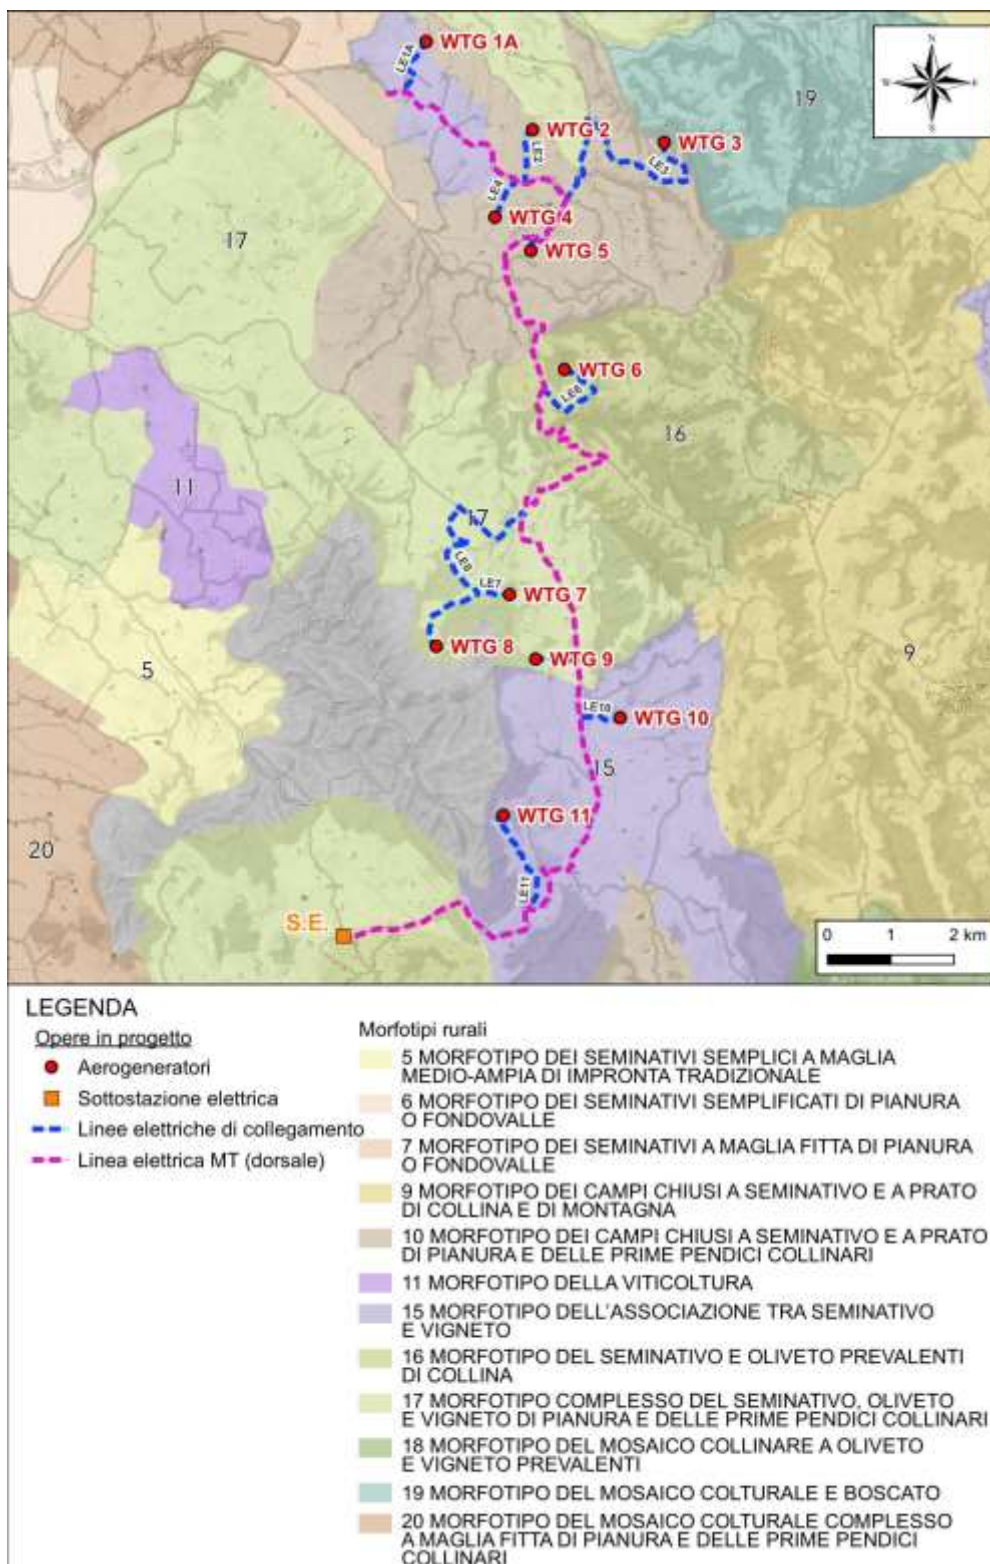 N
W
E
S
WTG 1A
LE1A
19
WTG 2
LE2
WTG 3
LE3
LE4
WTG 4
17
WTG 5
WTG 6
LE6
16
11
17
LE8
LE7
WTG 7
WTG 8
WTG 9
5
9
LE10
WTG 10
15
WTG 11
20
LE11
S.E.
0 1 2 km
LEGENDA
Opere in progetto
Aerogeneratori
Sottostazione elettrica
Linee elettriche di collegamento
Linea elettrica MT (dorsale)
Morfotipi rurali
5 MORFOTIPO DEI SEMINATIVI SEMPLICI A MAGLIA
MEDIO-AMPIA DI IMPRONTA TRADIZIONALE
6 MORFOTIPO DEI SEMINATIVI SEMPLIFICATI DI PIANURA
O FONDOVALLE
7 MORFOTIPO DEI SEMINATIVI A MAGLIA FITTA DI PIANURA
O FONDOVALLE
9 MORFOTIPO DEI CAMPI CHIUSI A SEMINATIVO E A PRATO
DI COLLINA E DI MONTAGNA
10 MORFOTIPO DEI CAMPI CHIUSI A SEMINATIVO E A PRATO
DI PIANURA E DELLE PRIME PENDICI COLLINARI
11 MORFOTIPO DELLA VITICOLTURA
15 MORFOTIPO DELL'ASSOCIAZIONE TRA SEMINATIVO
E VIGNETO
16 MORFOTIPO DEL SEMINATIVO E OLIVETO PREVALENTI
DI COLLINA
17 MORFOTIPO COMPLESSO DEL SEMINATIVO, OLIVETO
E VIGNETO DI PIANURA E DELLE PRIME PENDICI COLLINARI
18 MORFOTIPO DEL MOSAICO COLLINARE A OLIVETO
E VIGNETO PREVALENTI
19 MORFOTIPO DEL MOSAICO COLTURALE E BOSCATO
20 MORFOTIPO DEL MOSAICO COLTURALE COMPLESSO
A MAGLIA FITTA DI PIANURA E DELLE PRIME PENDICI
COLLINARI